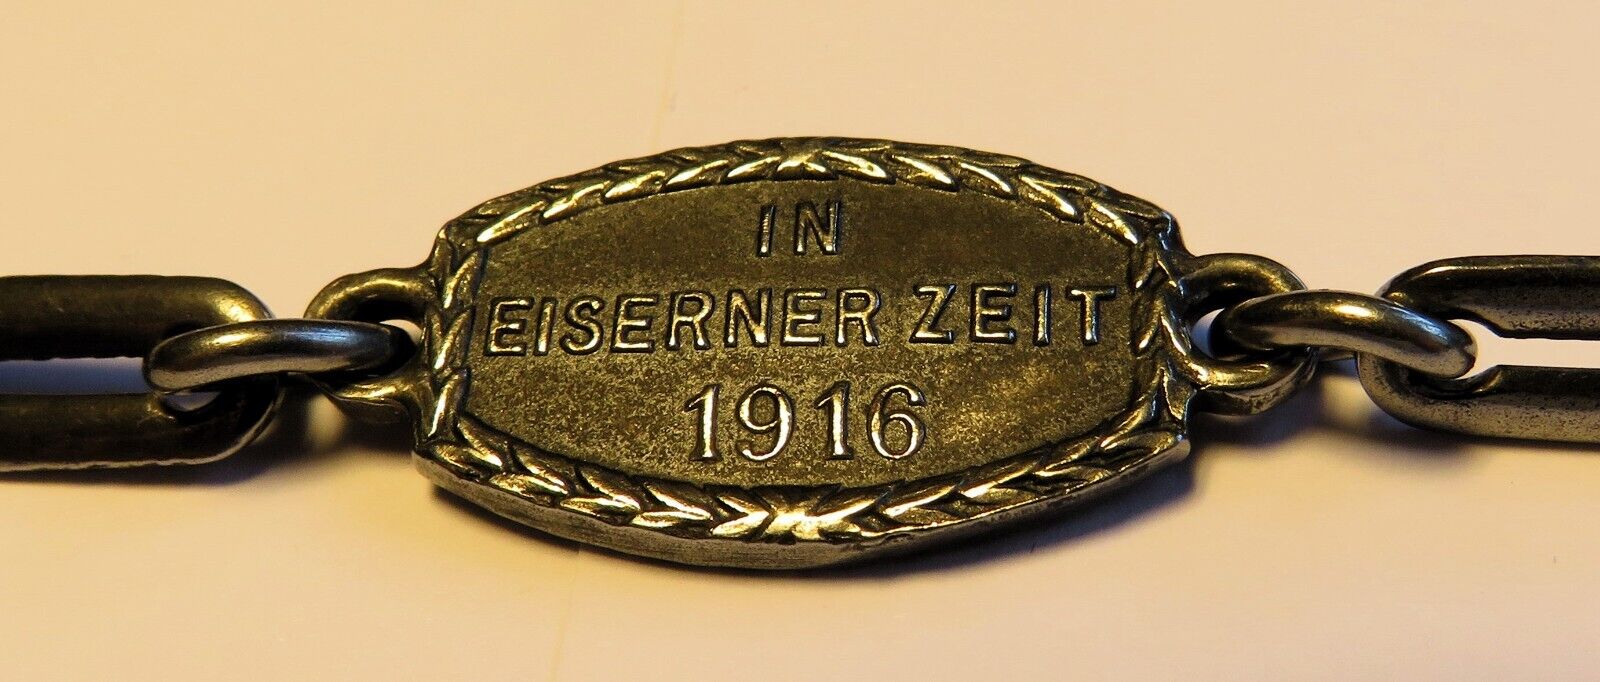 IN
EISERNER ZEIT
1916